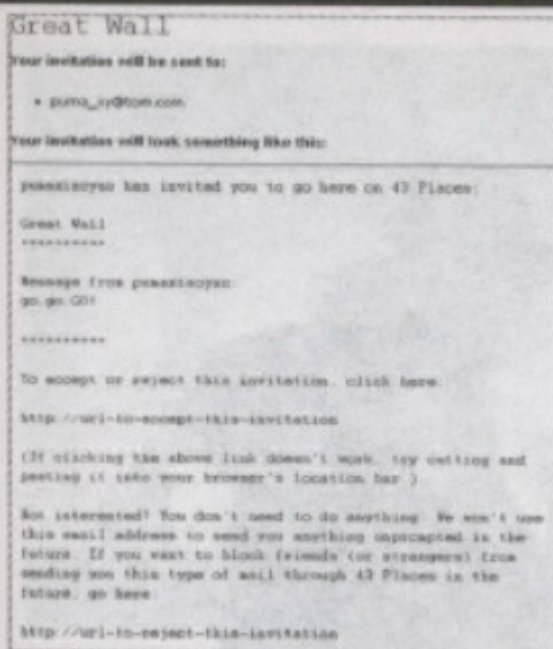 Great Wall
Your invitation will be sent to:
• puma_xy@tom.com
Your invitation will look something like this:
pumaxiaoyao has invited you to go here on 43 Places:
Great Wall
**********
Message from pumaxiaoyao:
go.go.GO!
**********
To accept or reject this invitation, click here:
http://url-to-accept-this-invitation
(If clicking the above link doesn't work, try cutting and
pasting it into your browser's location bar.)
Not interested? You don't need to do anything. We won't use
this email address to send you anything unprompted in the
future. If you want to block friends (or strangers) from
sending you this type of mail through 43 Places in the
future, go here:
http://url-to-reject-this-invitation